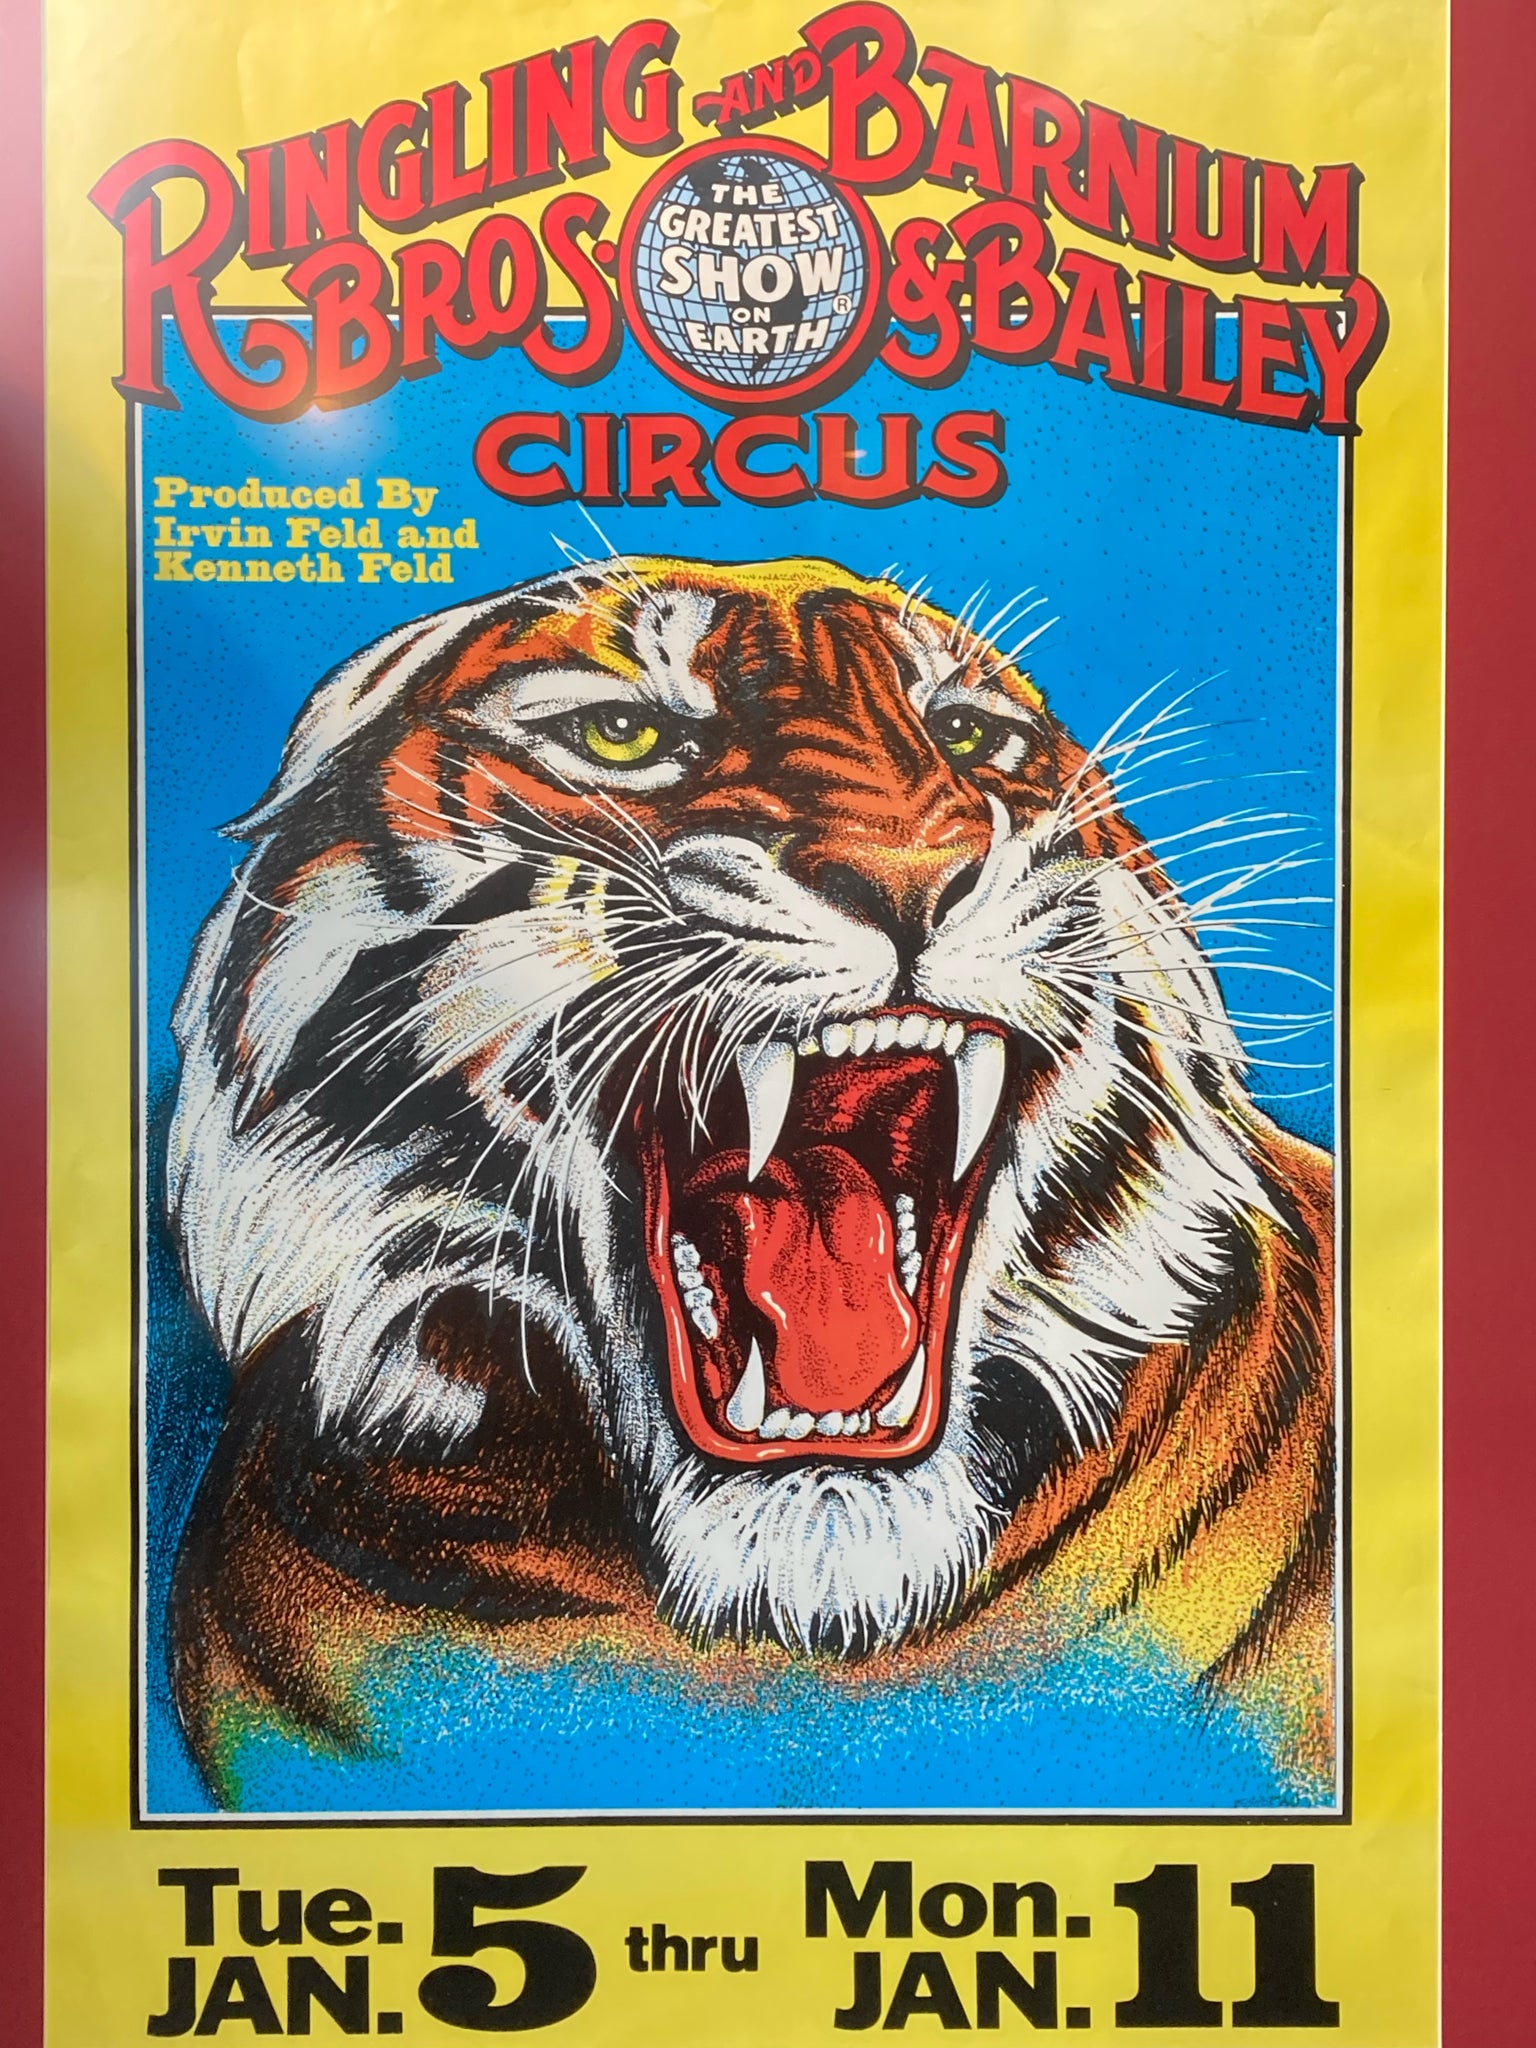 RINGLING AND BARNUM
BROS. & BAILEY
THE
GREATEST
SHOW
ON
EARTH ®
CIRCUS
Produced By
Irvin Feld and
Kenneth Feld
Tue. JAN. 5 thru Mon. JAN. 11